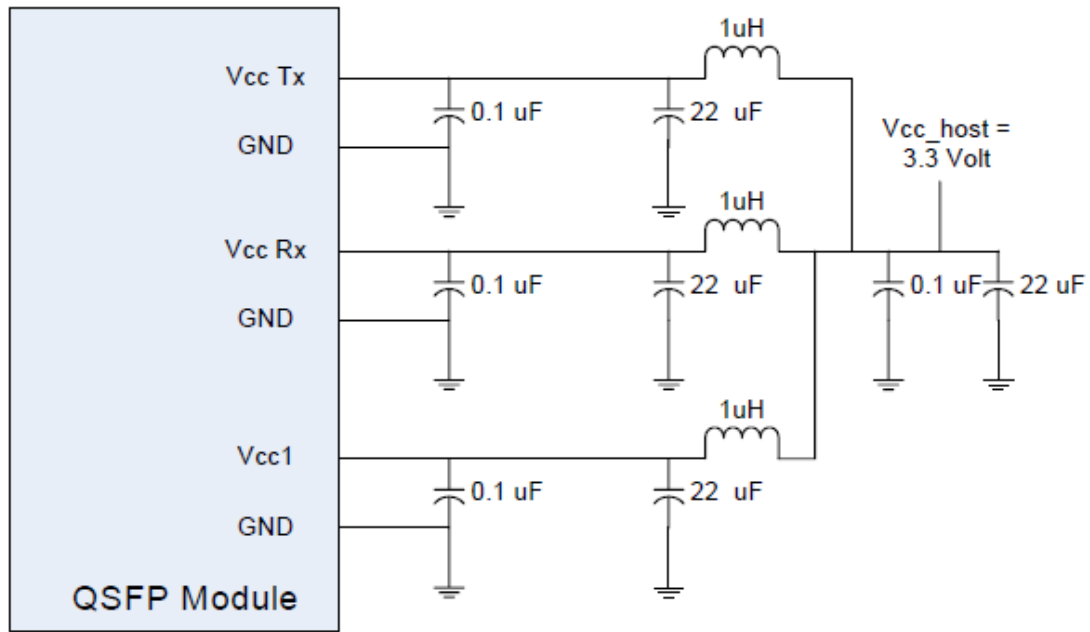 1uH
Vcc Tx
0.1 uF
22 uF
GND
Vcc_host =
3.3 Volt
1uH
Vcc Rx
0.1 uF
22 uF
0.1 uF
22 uF
GND
1uH
Vcc1
0.1 uF
22 uF
GND
QSFP Module